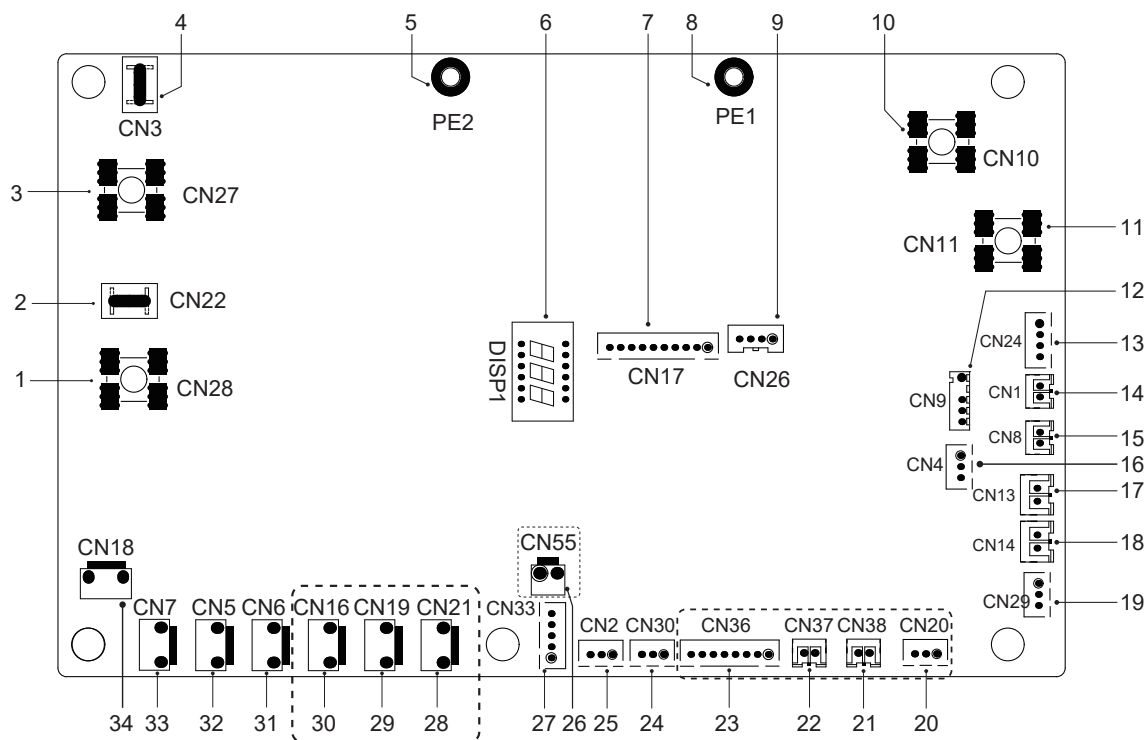 4 5 6 7 8 9 10
CN3 PE2 PE1 CN10
3 CN27
CN11 11
2 CN22 12
DISP1 CN17 CN26 CN24 13
1 CN28 CN9 CN1 14
CN8 15
CN4 16
CN13 17
CN18 CN55 CN14 18
CN7 CN5 CN6 CN16 CN19 CN21 CN33 CN2 CN30 CN36 CN37 CN38 CN20 CN29 19
34 33 32 31 30 29 28 27 26 25 24 23 22 21 20